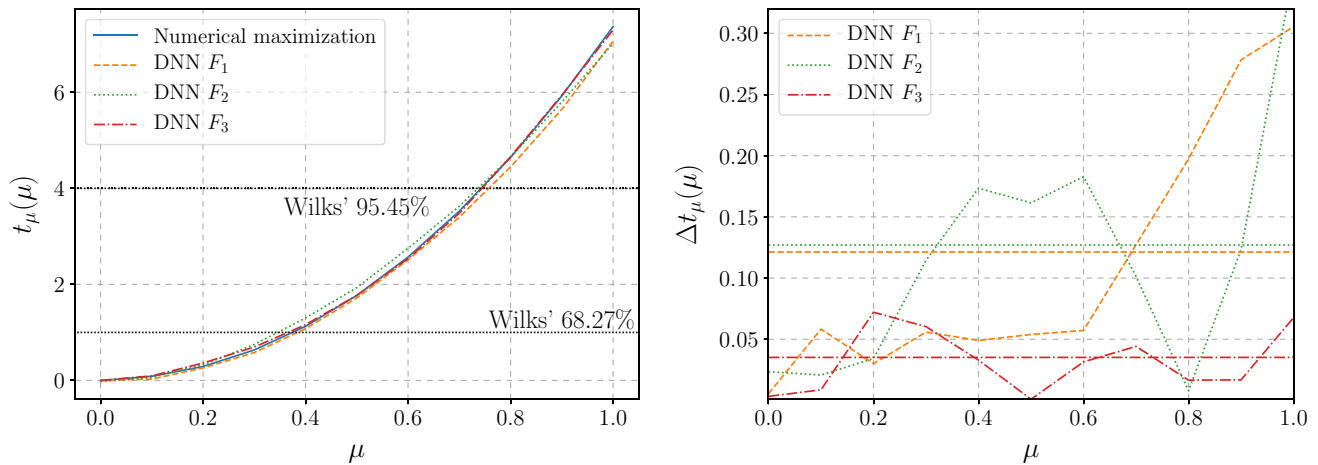 Numerical maximization
DNN F₁
DNN F₂
DNN F₃
6
4
2
0
tμ(μ)
Wilks' 95.45%
Wilks' 68.27%
0.0 0.2 0.4 0.6 0.8 1.0
μ
DNN F₁
DNN F₂
DNN F₃
0.30
0.25
0.20
0.15
0.10
0.05
Δtμ(μ)
0.0 0.2 0.4 0.6 0.8 1.0
μ